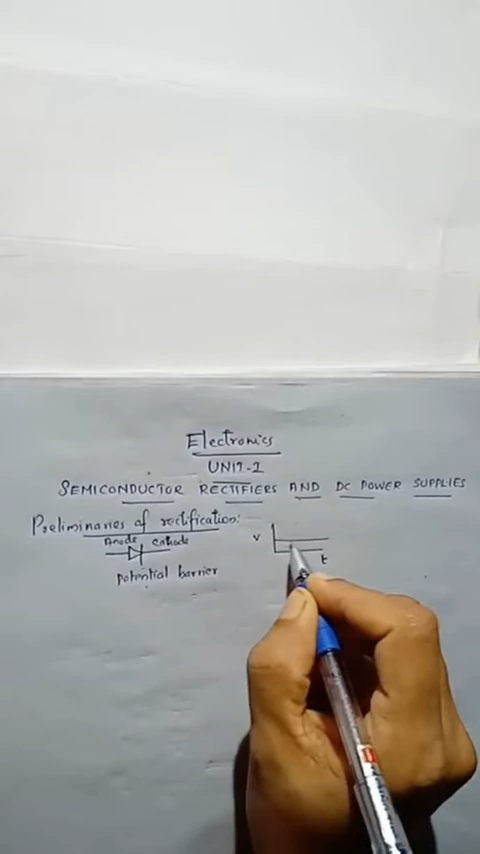 Electronics
UNIT-1
SEMICONDUCTOR RECTIFIERS AND DC POWER SUPPLIES
Preliminaries of rectification:
Anode cathode
potential barrier
V
t